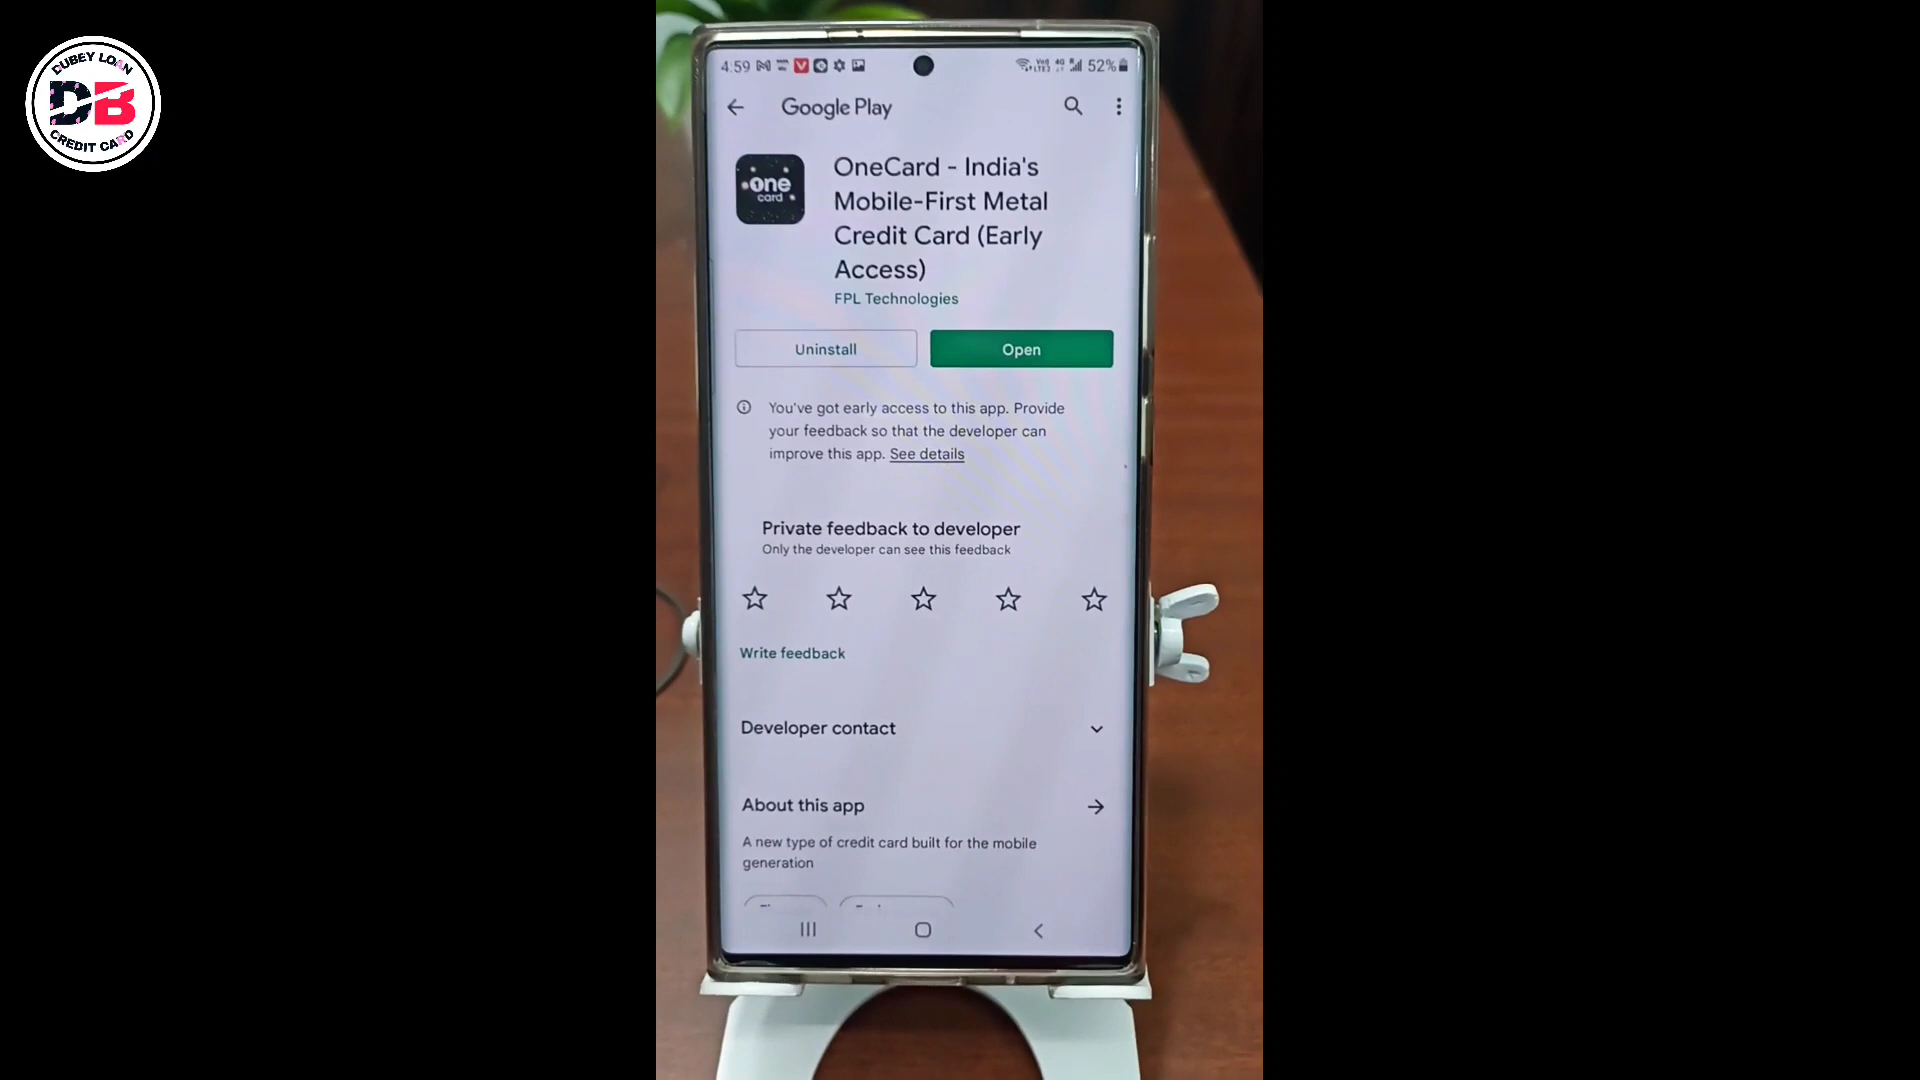 DUBEY LOAN
DB
CREDIT CARD
4:59
52%
Google Play
one
card
OneCard - India's
Mobile-First Metal
Credit Card (Early
Access)
FPL Technologies
Uninstall
Open
You've got early access to this app. Provide
your feedback so that the developer can
improve this app. See details
Private feedback to developer
Only the developer can see this feedback
Write feedback
Developer contact
About this app
A new type of credit card built for the mobile
generation